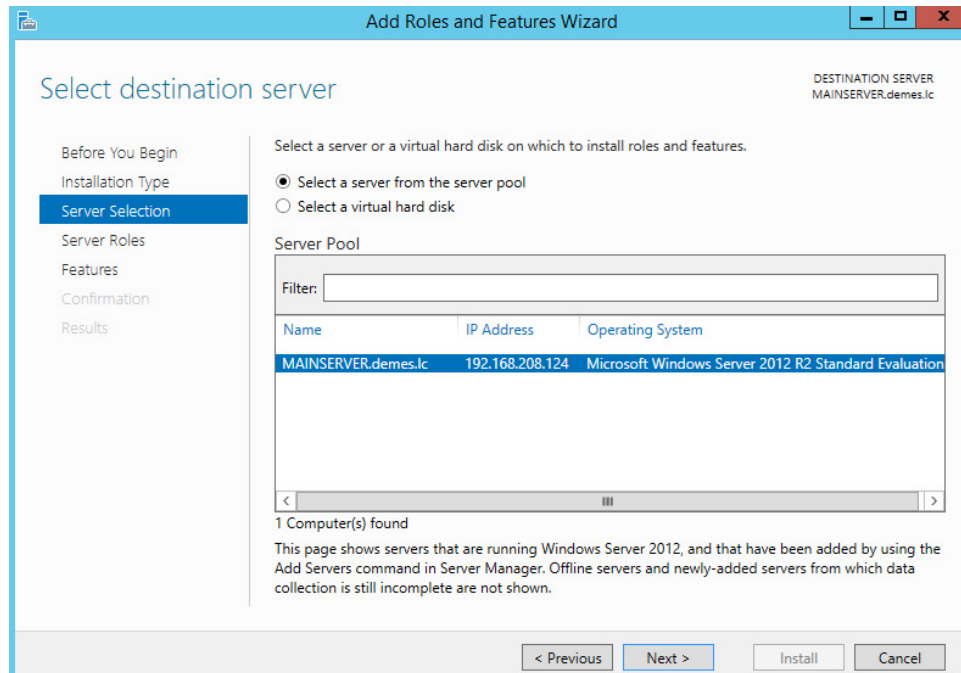 Add Roles and Features Wizard
Select destination server
DESTINATION SERVER
MAINSERVER.demes.lc
Before You Begin
Installation Type
Server Selection
Server Roles
Features
Confirmation
Results
Select a server or a virtual hard disk on which to install roles and features.
Select a server from the server pool
Select a virtual hard disk
Server Pool
Filter:
Name IP Address Operating System
MAINSERVER.demes.lc 192.168.208.124 Microsoft Windows Server 2012 R2 Standard Evaluation
1 Computer(s) found
This page shows servers that are running Windows Server 2012, and that have been added by using the
Add Servers command in Server Manager. Offline servers and newly-added servers from which data
collection is still incomplete are not shown.
< Previous Next > Install Cancel